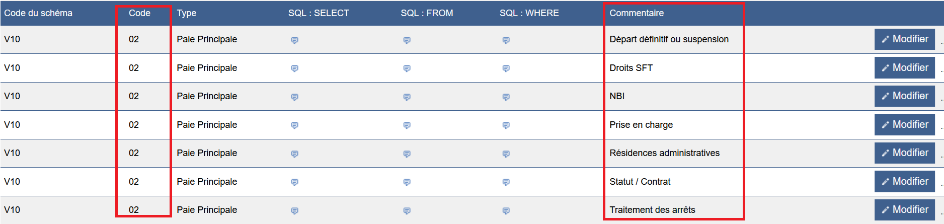 Code du schéma Code Type SQL : SELECT SQL : FROM SQL : WHERE Commentaire
V10 02 Paie Principale Départ définitif ou suspension Modifier
V10 02 Paie Principale Droits SFT Modifier
V10 02 Paie Principale NBI Modifier
V10 02 Paie Principale Prise en charge Modifier
V10 02 Paie Principale Résidences administratives Modifier
V10 02 Paie Principale Statut / Contrat Modifier
V10 02 Paie Principale Traitement des arrêts Modifier